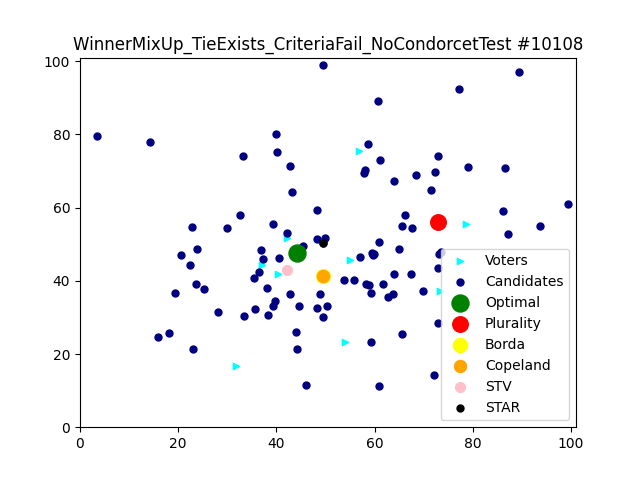 WinnerMixUp_TieExists_CriteriaFail_NoCondorcetTest #10108
100
80
60
40
20
0
0 20 40 60 80 100
Voters
Candidates
Optimal
Plurality
Borda
Copeland
STV
STAR